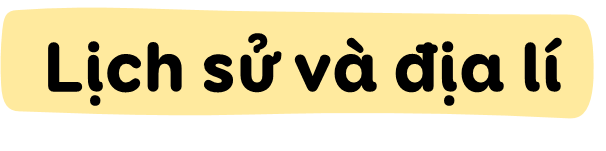 Lịch sử và địa lí